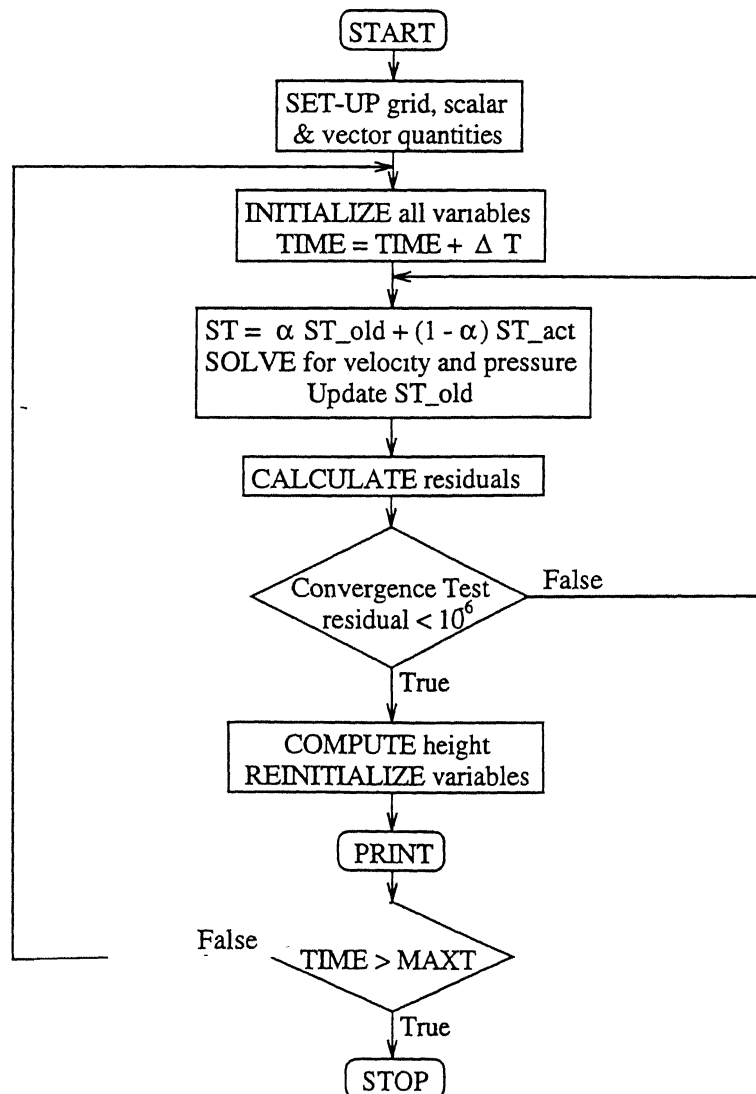 START
SET-UP grid, scalar
& vector quantities
INITIALIZE all variables
TIME = TIME + Δ T
ST = α ST_old + (1 - α) ST_act
SOLVE for velocity and pressure
Update ST_old
CALCULATE residuals
Convergence Test
residual < 10⁻⁶
False
True
COMPUTE height
REINITIALIZE variables
PRINT
False
TIME > MAXT
True
STOP